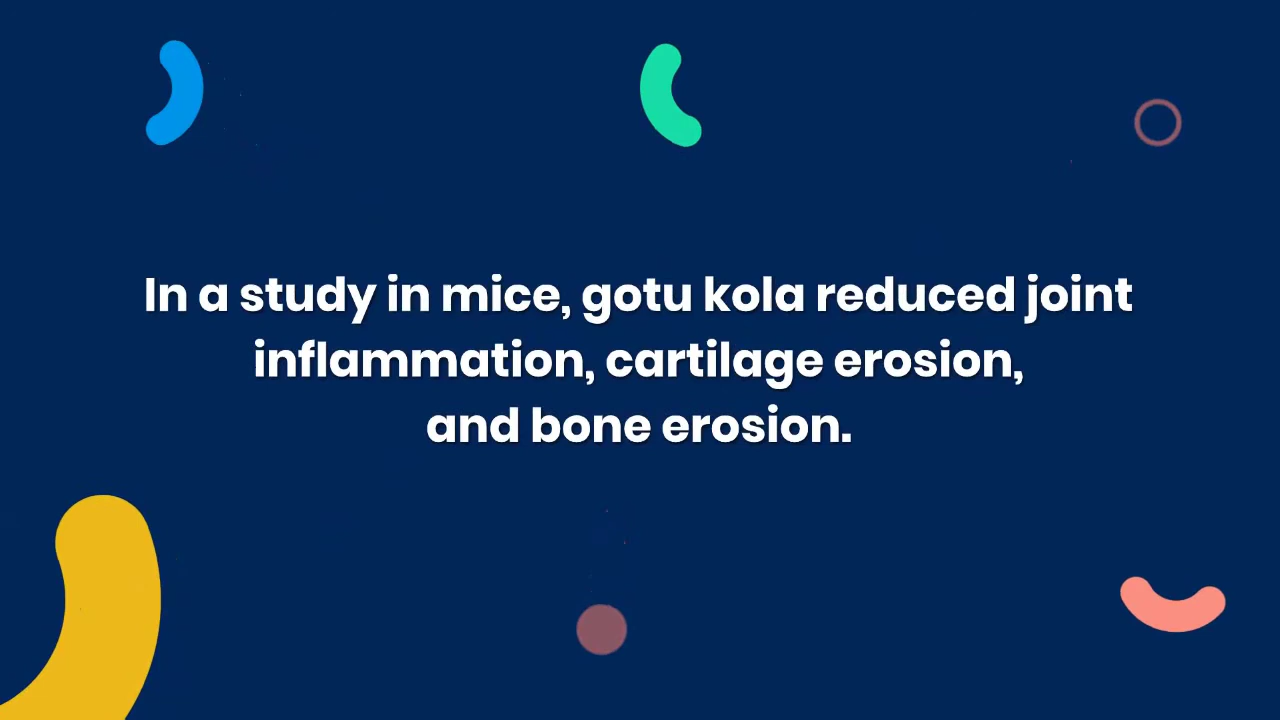 In a study in mice, gotu kola reduced joint
inflammation, cartilage erosion,
and bone erosion.